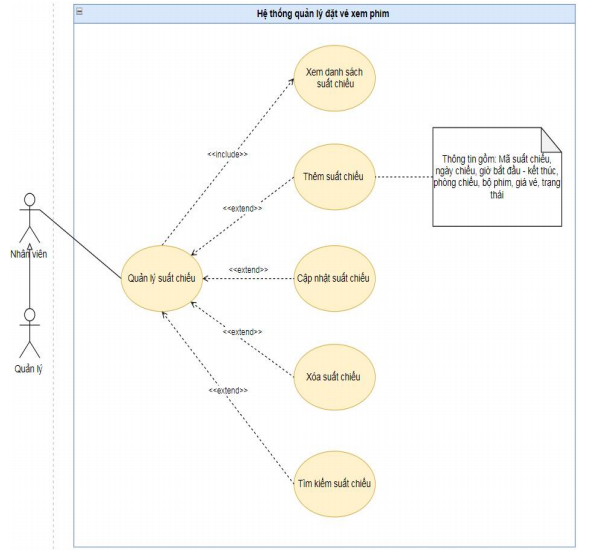 Hệ thống quản lý đặt vé xem phim
Xem danh sách
suất chiếu
<<include>>
Thêm suất chiếu
Thông tin gồm: Mã suất chiếu,
ngày chiếu, giờ bắt đầu - kết thúc,
phòng chiếu, bộ phim, giá vé, trạng
thái
<<extend>>
Nhân viên
Quản lý suất chiếu
<<extend>>
Cập nhật suất chiếu
<<extend>>
Quản lý
Xóa suất chiếu
<<extend>>
Tìm kiếm suất chiếu